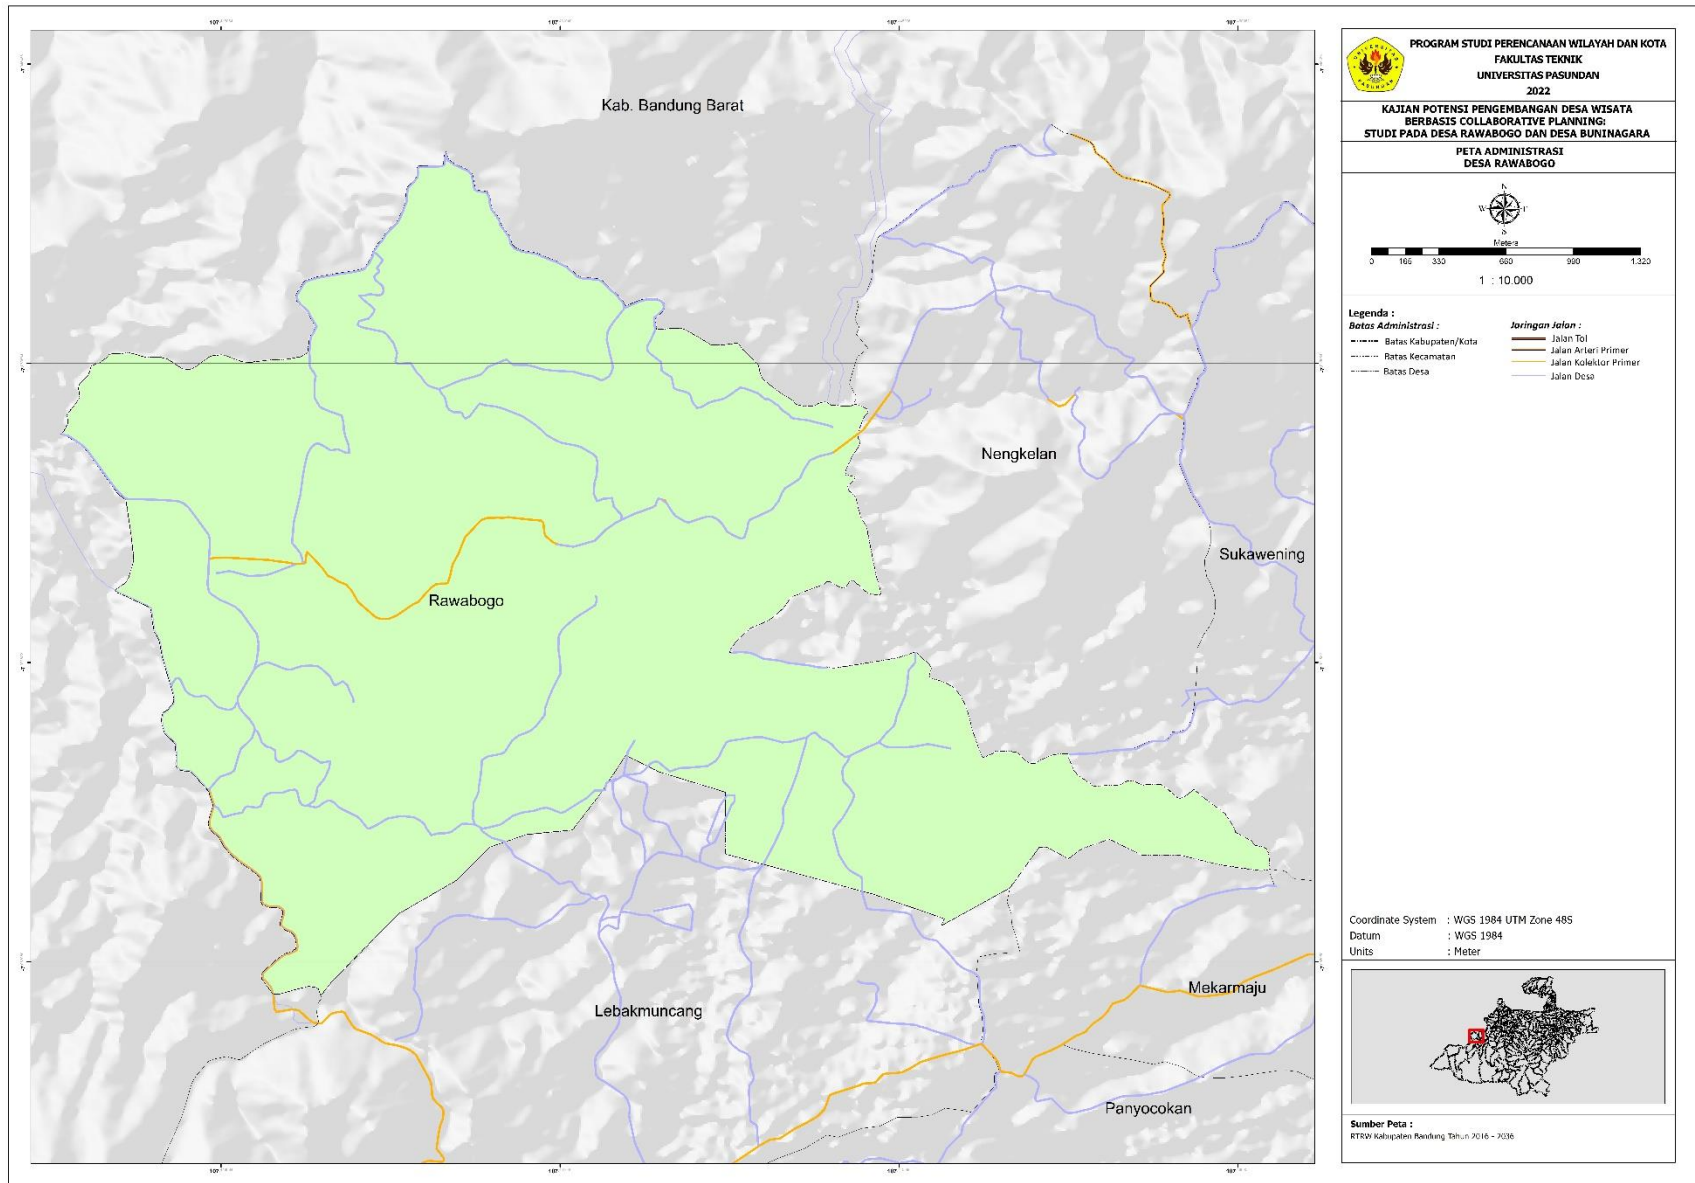 Kab. Bandung Barat
Nengkelan
Sukawening
Rawabogo
Lebakmuncang
Mekarmaju
Panyocokan
UNIVERSITAS
PASUNDAN
PROGRAM STUDI PERENCANAAN WILAYAH DAN KOTA
FAKULTAS TEKNIK
UNIVERSITAS PASUNDAN
2022
KAJIAN POTENSI PENGEMBANGAN DESA WISATA
BERBASIS COLLABORATIVE PLANNING:
STUDI PADA DESA RAWABOGO DAN DESA BUNINAGARA
PETA ADMINISTRASI
DESA RAWABOGO
N
W
S
Meters
0 165 330 660 990 1.320
1 : 10.000
Legenda :
Batas Administrasi :
Batas Kabupaten/Kota
Batas Kecamatan
Batas Desa
Jaringan Jalan :
Jalan Tol
Jalan Arteri Primer
Jalan Kolektor Primer
Jalan Desa
Coordinate System : WGS 1984 UTM Zone 48S
Datum : WGS 1984
Units : Meter
Sumber Peta :
RTRW Kabupaten Bandung Tahun 2016 - 2036